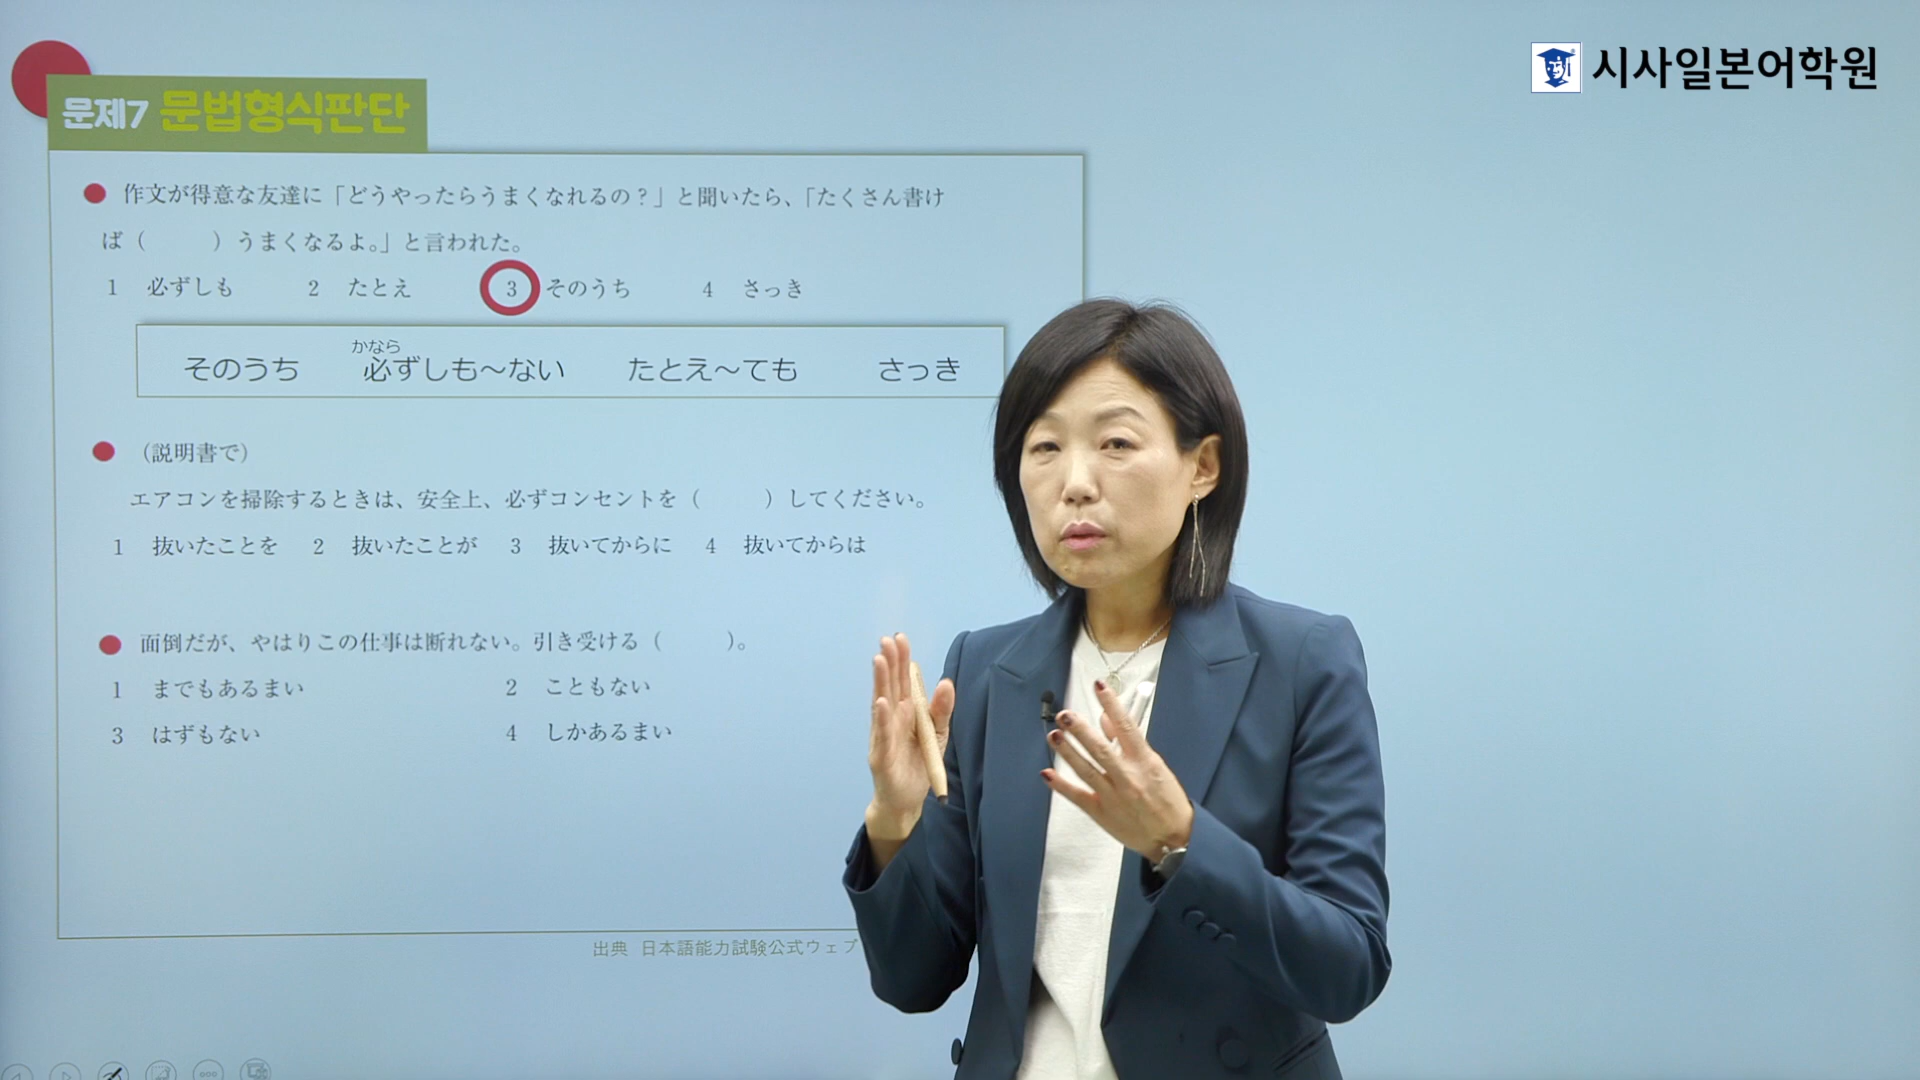 시사일본어학원
문제7 문법형식판단
作文が得意な友達に「どうやったらうまくなれるの？」と聞いたら、「たくさん書け
ば（　　）うまくなるよ。」と言われた。
1 必ずしも 2 たとえ 3 そのうち 4 さっき
かなら
そのうち 必ずしも〜ない たとえ〜ても さっき
（説明書で）
エアコンを掃除するときは、安全上、必ずコンセントを（　　）してください。
1 抜いたことを 2 抜いたことが 3 抜いてからに 4 抜いてからは
面倒だが、やはりこの仕事は断れない。引き受ける（　　）。
1 までもあるまい 2 こともない
3 はずもない 4 しかあるまい
出典 日本語能力試験公式ウェブ